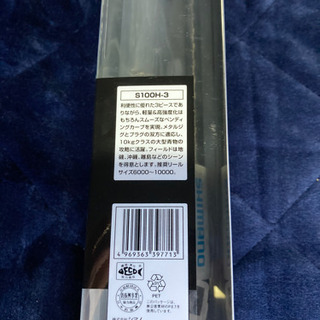 S100H-3
利便性に優れた3ピースであ
りながら、軽量&高強度化は
もちろんスムーズなベンディ
ングカーブを実現。メタルジ
グとプラグの双方に適応し、
10kgクラスの大型青物の
攻略に活躍。フィールドは地
磯、沖磯、離島などのシーン
を得意とします。推奨リール
サイズ6000〜10000。
4 969363 397713
PET
SHIMANO